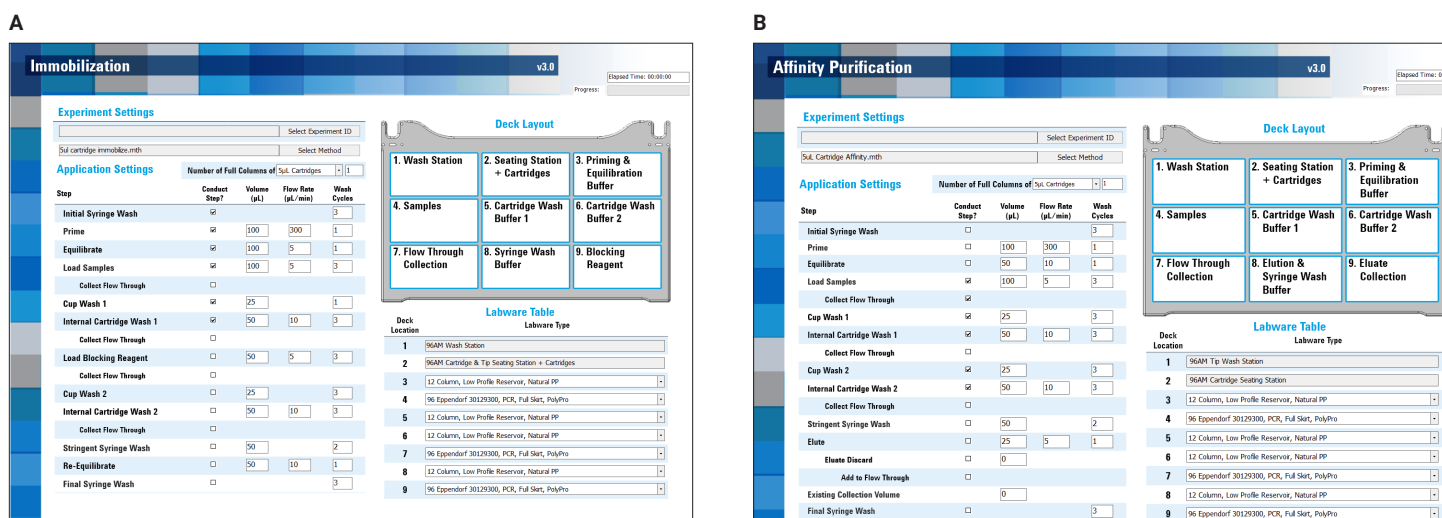 A
Immobilization
v3.0
Elapsed Time: 00:00:00
Progress:
Experiment Settings
Select Experiment ID
5ul cartridge immobilize.mth Select Method
Application Settings Number of Full Columns of 5µL Cartridges 1
Step Conduct Step? Volume (µL) Flow Rate (µL/min) Wash Cycles
Initial Syringe Wash 3
Prime 100 300 1
Equilibrate 100 5 1
Load Samples 100 5 3
Collect Flow Through
Cup Wash 1 25 1
Internal Cartridge Wash 1 50 10 3
Collect Flow Through
Load Blocking Reagent 50 5 3
Collect Flow Through
Cup Wash 2 25 3
Internal Cartridge Wash 2 50 10 3
Collect Flow Through
Stringent Syringe Wash 50 2
Re-Equilibrate 50 10 1
Final Syringe Wash 3
Deck Layout
1. Wash Station
2. Seating Station + Cartridges
3. Priming & Equilibration Buffer
4. Samples
5. Cartridge Wash Buffer 1
6. Cartridge Wash Buffer 2
7. Flow Through Collection
8. Syringe Wash Buffer
9. Blocking Reagent
Labware Table
Deck Location Labware Type
1 96AM Wash Station
2 96AM Cartridge & Tip Seating Station + Cartridges
3 12 Column, Low Profile Reservoir, Natural PP
4 96 Eppendorf 30129300, PCR, Full Skirt, PolyPro
5 12 Column, Low Profile Reservoir, Natural PP
6 12 Column, Low Profile Reservoir, Natural PP
7 96 Eppendorf 30129300, PCR, Full Skirt, PolyPro
8 12 Column, Low Profile Reservoir, Natural PP
9 96 Eppendorf 30129300, PCR, Full Skirt, PolyPro
B
Affinity Purification
v3.0
Elapsed Time: 0
Progress:
Experiment Settings
Select Experiment ID
5uL Cartridge Affinity.mth Select Method
Application Settings Number of Full Columns of 5µL Cartridges 1
Step Conduct Step? Volume (µL) Flow Rate (µL/min) Wash Cycles
Initial Syringe Wash 3
Prime 100 300 1
Equilibrate 50 10 1
Load Samples 100 5 3
Collect Flow Through
Cup Wash 1 25 3
Internal Cartridge Wash 1 50 10 3
Collect Flow Through
Cup Wash 2 25 3
Internal Cartridge Wash 2 50 10 3
Collect Flow Through
Stringent Syringe Wash 50 2
Elute 25 5 1
Eluate Discard 0
Add to Flow Through
Existing Collection Volume 0
Final Syringe Wash 3
Deck Layout
1. Wash Station
2. Seating Station + Cartridges
3. Priming & Equilibration Buffer
4. Samples
5. Cartridge Wash Buffer 1
6. Cartridge Wash Buffer 2
7. Flow Through Collection
8. Elution & Syringe Wash Buffer
9. Eluate Collection
Labware Table
Deck Location Labware Type
1 96AM Tip Wash Station
2 96AM Cartridge Seating Station
3 12 Column, Low Profile Reservoir, Natural PP
4 96 Eppendorf 30129300, PCR, Full Skirt, PolyPro
5 12 Column, Low Profile Reservoir, Natural PP
6 12 Column, Low Profile Reservoir, Natural PP
7 96 Eppendorf 30129300, PCR, Full Skirt, PolyPro
8 12 Column, Low Profile Reservoir, Natural PP
9 96 Eppendorf 30129300, PCR, Full Skirt, PolyPro